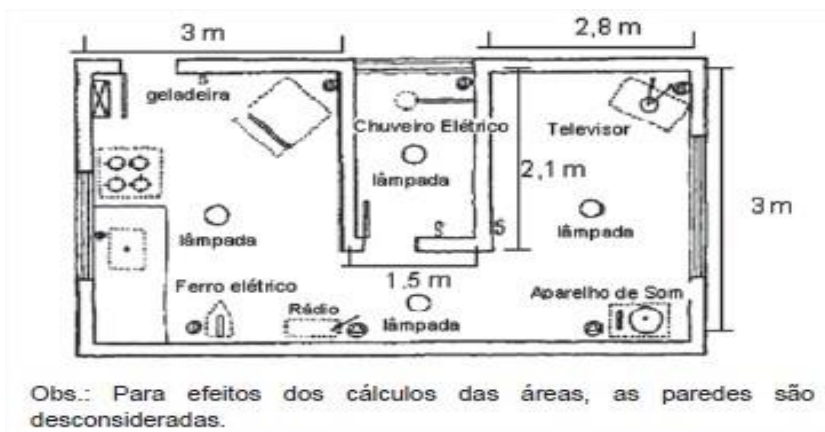 3 m
2,8 m
geladeira
S
Chuveiro Elétrico
Televisor
lâmpada
2,1 m
lâmpada
lâmpada
3 m
S
S
Ferro elétrico
1,5 m
Aparelho de Som
Rádio
lâmpada
Obs.: Para efeitos dos cálculos das áreas, as paredes são
desconsideradas.